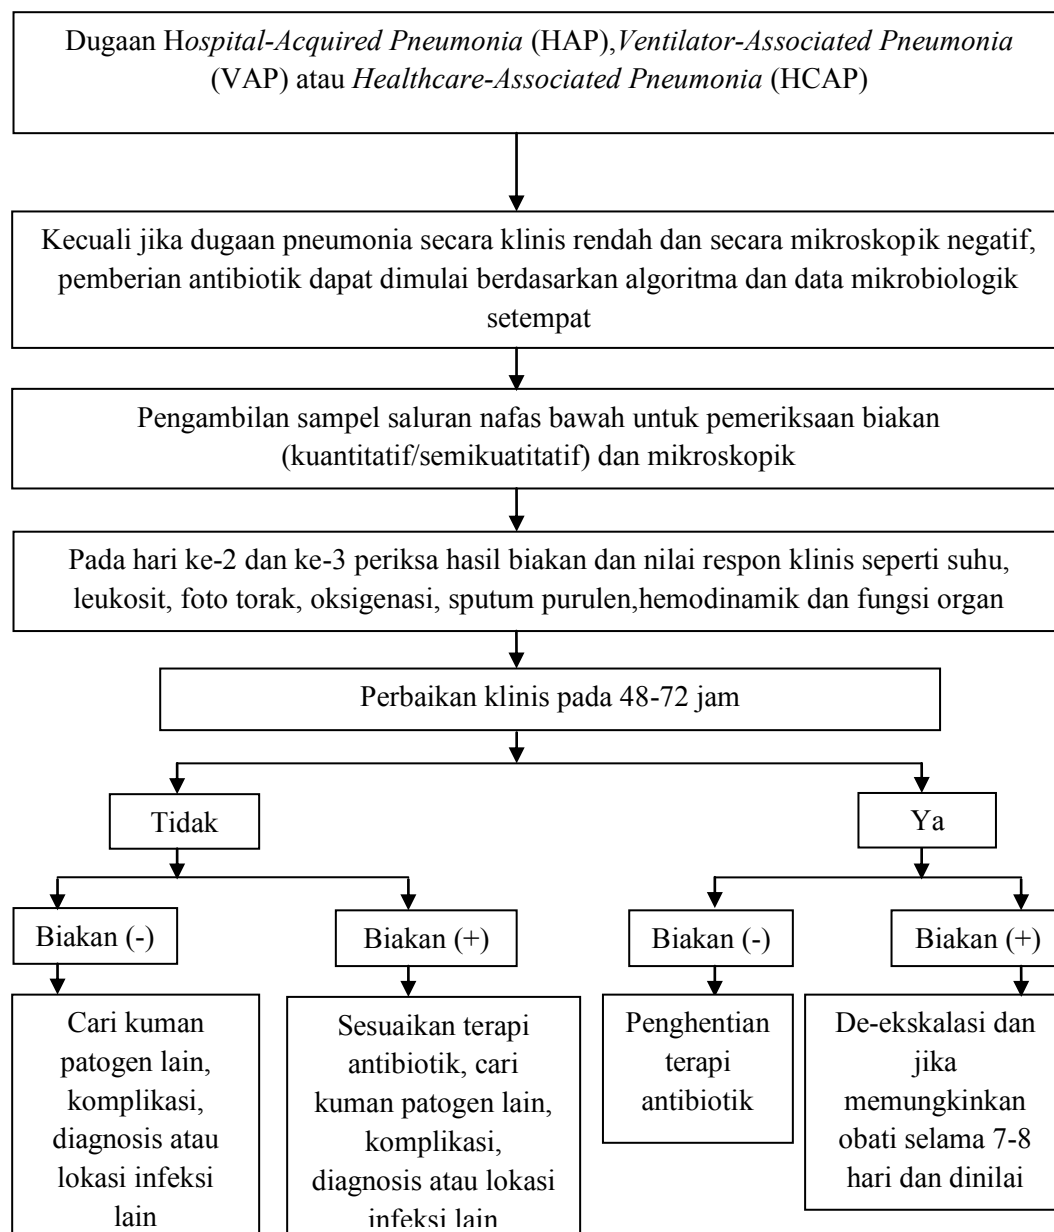 Dugaan Hospital-Acquired Pneumonia (HAP),Ventilator-Associated Pneumonia
(VAP) atau Healthcare-Associated Pneumonia (HCAP)
Kecuali jika dugaan pneumonia secara klinis rendah dan secara mikroskopik negatif,
pemberian antibiotik dapat dimulai berdasarkan algoritma dan data mikrobiologik
setempat
Pengambilan sampel saluran nafas bawah untuk pemeriksaan biakan
(kuantitatif/semikuatitatif) dan mikroskopik
Pada hari ke-2 dan ke-3 periksa hasil biakan dan nilai respon klinis seperti suhu,
leukosit, foto torak, oksigenasi, sputum purulen,hemodinamik dan fungsi organ
Perbaikan klinis pada 48-72 jam
Tidak
Ya
Biakan (-)
Biakan (+)
Biakan (-)
Biakan (+)
Cari kuman
patogen lain,
komplikasi,
diagnosis atau
lokasi infeksi
lain
Sesuaikan terapi
antibiotik, cari
kuman patogen lain,
komplikasi,
diagnosis atau lokasi
infeksi lain
Penghentian
terapi
antibiotik
De-ekskalasi dan
jika
memungkinkan
obati selama 7-8
hari dan dinilai